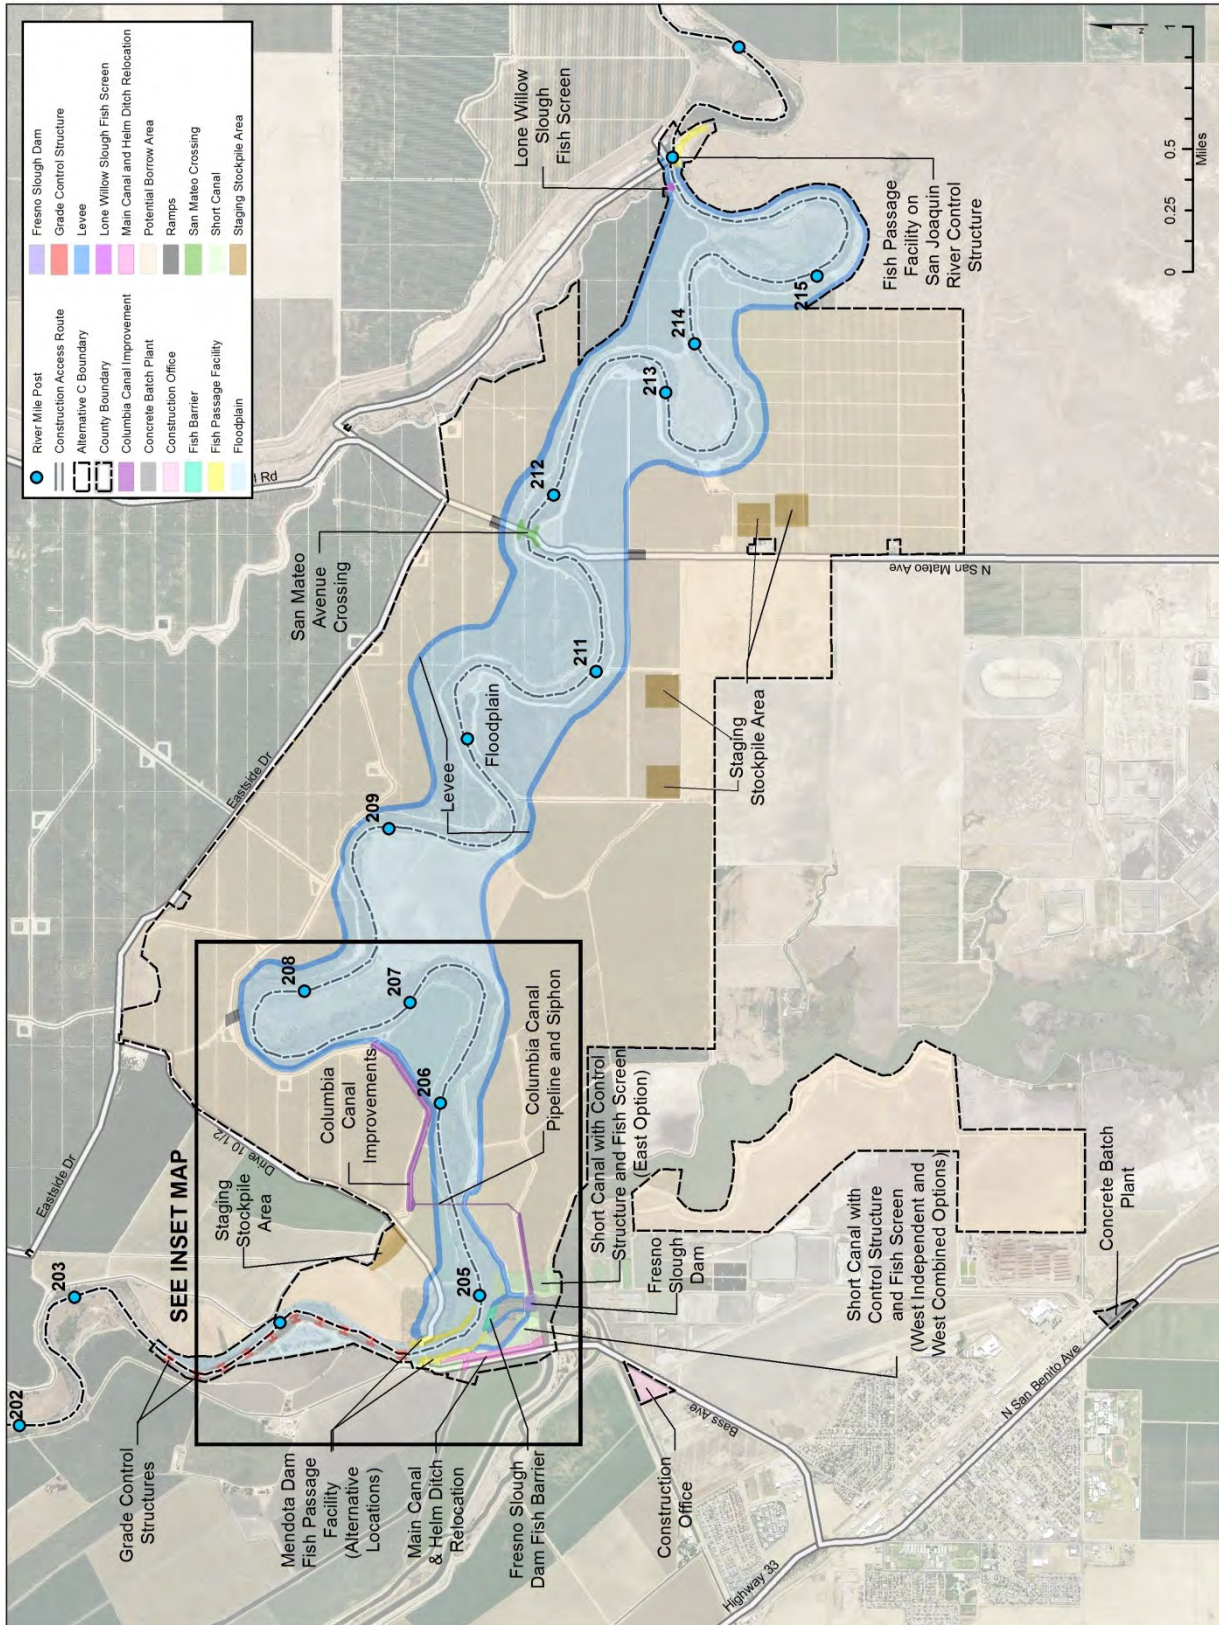 Fresno Slough Dam
Grade Control Structure
Levee
Lone Willow Slough Fish Screen
Main Canal and Helm Ditch Relocation
Potential Borrow Area
Ramps
San Mateo Crossing
Short Canal
Staging Stockpile Area
River Mile Post
Construction Access Route
Alternative C Boundary
County Boundary
Columbia Canal Improvement
Concrete Batch Plant
Construction Office
Fish Barrier
Fish Passage Facility
Floodplain
SEE INSET MAP
202
203
205
206
207
208
209
211
212
213
214
215
Grade Control
Structures
Mendota Dam
Fish Passage
Facility
(Alternative
Locations)
Main Canal
& Helm Ditch
Relocation
Fresno Slough
Dam Fish Barrier
Construction
Office
Highway 33
Bass Ave
N San Benito Ave
Eastside Dr
Eastside Dr
Drive 10 1/2
Staging
Stockpile
Area
Columbia
Canal
Improvements
Columbia Canal
Pipeline and Siphon
Short Canal with Control
Structure and Fish Screen
(East Option)
Fresno
Slough
Dam
Short Canal with
Control Structure
and Fish Screen
(West Independent and
West Combined Options)
Concrete Batch
Plant
Levee
Floodplain
San Mateo
Avenue
Crossing
Staging
Stockpile Area
N San Mateo Ave
l Rd
Lone Willow
Slough
Fish Screen
Fish Passage
Facility on
San Joaquin
River Control
Structure
0
0.25
0.5
1
Miles
N